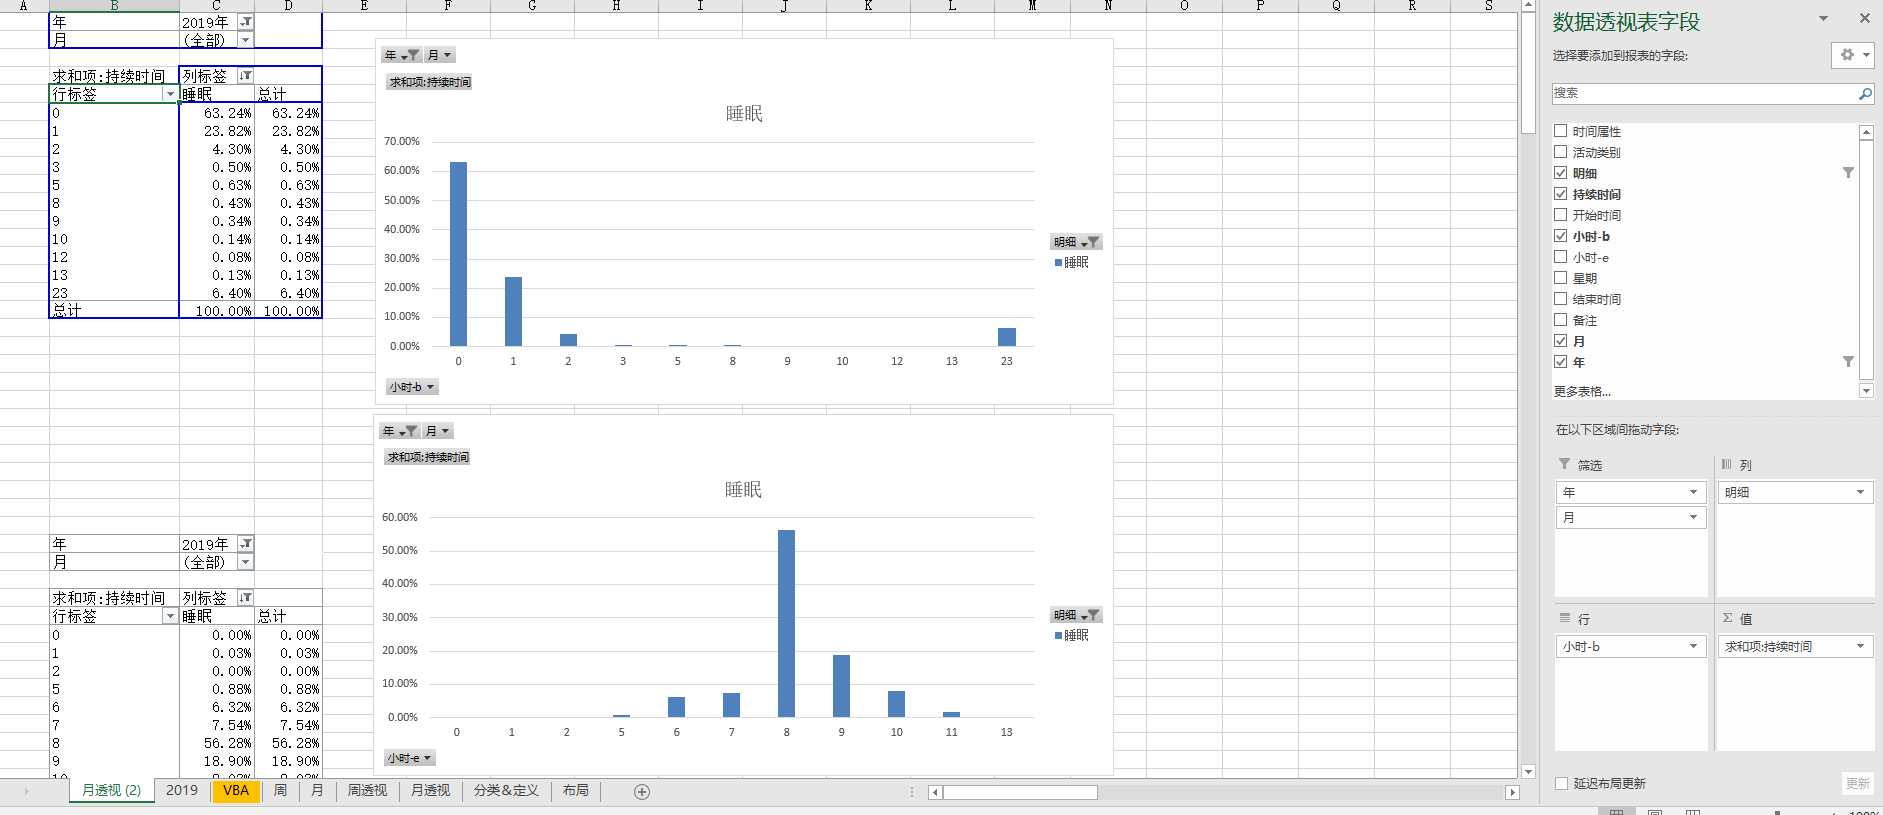 A B C D E F G H I J K L M N O P Q R S
年 2019年
月 (全部)
求和项:持续时间 列标签
行标签 睡眠 总计
0 63.24% 63.24%
1 23.82% 23.82%
2 4.30% 4.30%
3 0.50% 0.50%
5 0.63% 0.63%
8 0.43% 0.43%
9 0.34% 0.34%
10 0.14% 0.14%
12 0.08% 0.08%
13 0.13% 0.13%
23 6.40% 6.40%
总计 100.00% 100.00%
年 2019年
月 (全部)
求和项:持续时间 列标签
行标签 睡眠 总计
0 0.00% 0.00%
1 0.03% 0.03%
2 0.00% 0.00%
5 0.88% 0.88%
6 6.32% 6.32%
7 7.54% 7.54%
8 56.28% 56.28%
9 18.90% 18.90%
年 月
求和项:持续时间
睡眠
70.00%
60.00%
50.00%
40.00%
30.00%
20.00%
10.00%
0.00%
0 1 2 3 5 8 9 10 12 13 23
明细
睡眠
小时-b
年 月
求和项:持续时间
睡眠
60.00%
50.00%
40.00%
30.00%
20.00%
10.00%
0.00%
0 1 2 5 6 7 8 9 10 11 13
明细
睡眠
小时-e
月透视 (2) 2019 VBA 周 月 周透视 月透视 分类&定义 布局
数据透视表字段
选择要添加到报表的字段:
搜索
时间属性
活动类别
明细
持续时间
开始时间
小时-b
小时-e
星期
结束时间
备注
月
年
更多表格...
在以下区域间拖动字段:
筛选
年
月
列
明细
行
小时-b
Σ 值
求和项:持续时间
延迟布局更新 更新